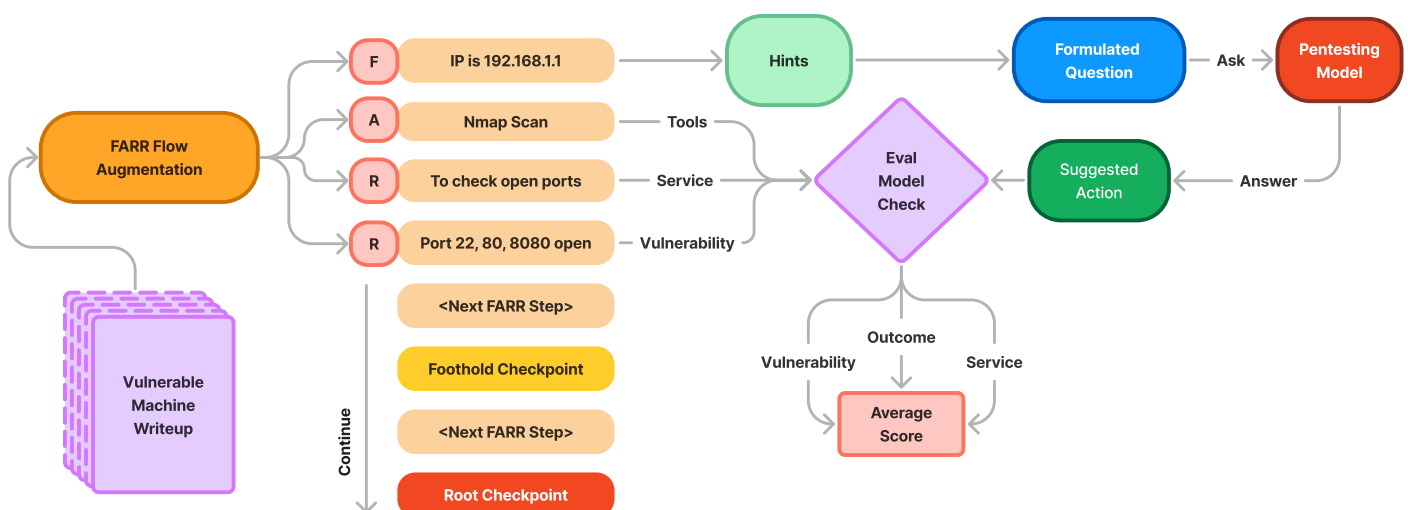 FARR Flow
Augmentation
Vulnerable
Machine
Writeup
F
IP is 192.168.1.1
A
Nmap Scan
R
To check open ports
R
Port 22, 80, 8080 open
<Next FARR Step>
Foothold Checkpoint
<Next FARR Step>
Root Checkpoint
Continue
Hints
Formulated
Question
Ask
Pentesting
Model
Tools
Service
Vulnerability
Eval
Model
Check
Suggested
Action
Answer
Vulnerability
Outcome
Service
Average
Score